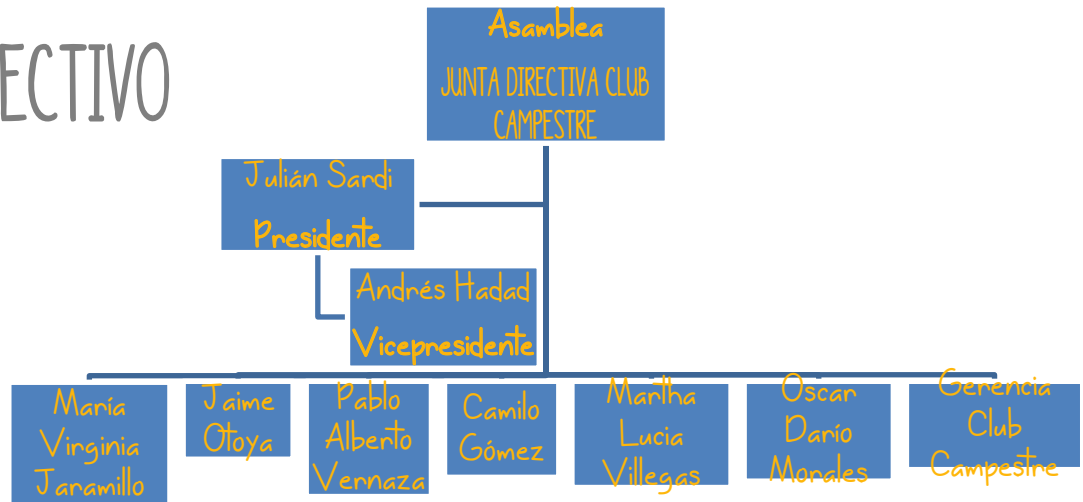 ECTIVO
Asamblea
JUNTA DIRECTIVA CLUB
CAMPESTRE
Julián Sardi
Presidente
Andrés Hadad
Vicepresidente
María
Virginia
Jaramillo
Jaime
Otoya
Pablo
Alberto
Vernaza
Camilo
Gómez
Martha
Lucia
Villegas
Oscar
Darío
Morales
Gerencia
Club
Campestre